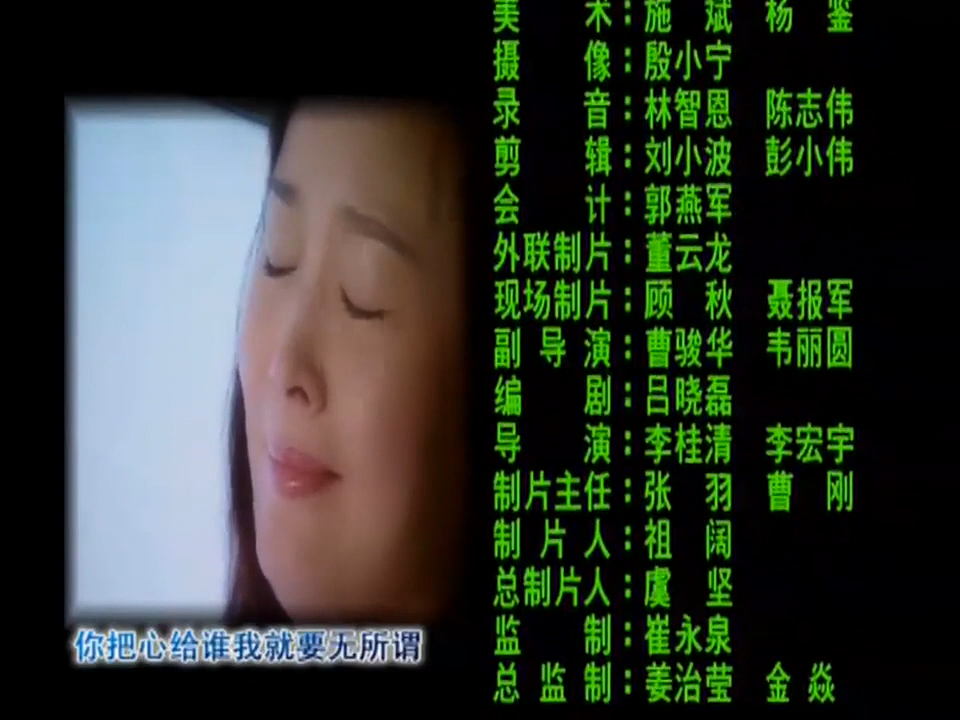 美 术：施 斌 杨 鉴
摄 像：殷小宁
录 音：林智恩 陈志伟
剪 辑：刘小波 彭小伟
会 计：郭燕军
外联制片：董云龙
现场制片：顾 秋 聂报军
副 导 演：曹骏华 韦丽圆
编 剧：吕晓磊
导 演：李桂清 李宏宇
制片主任：张 羽 曹 刚
制 片 人：祖 阔
总制片人：虞 坚
监 制：崔永泉
总 监 制：姜治莹 金 焱
你把心给谁我就要无所谓